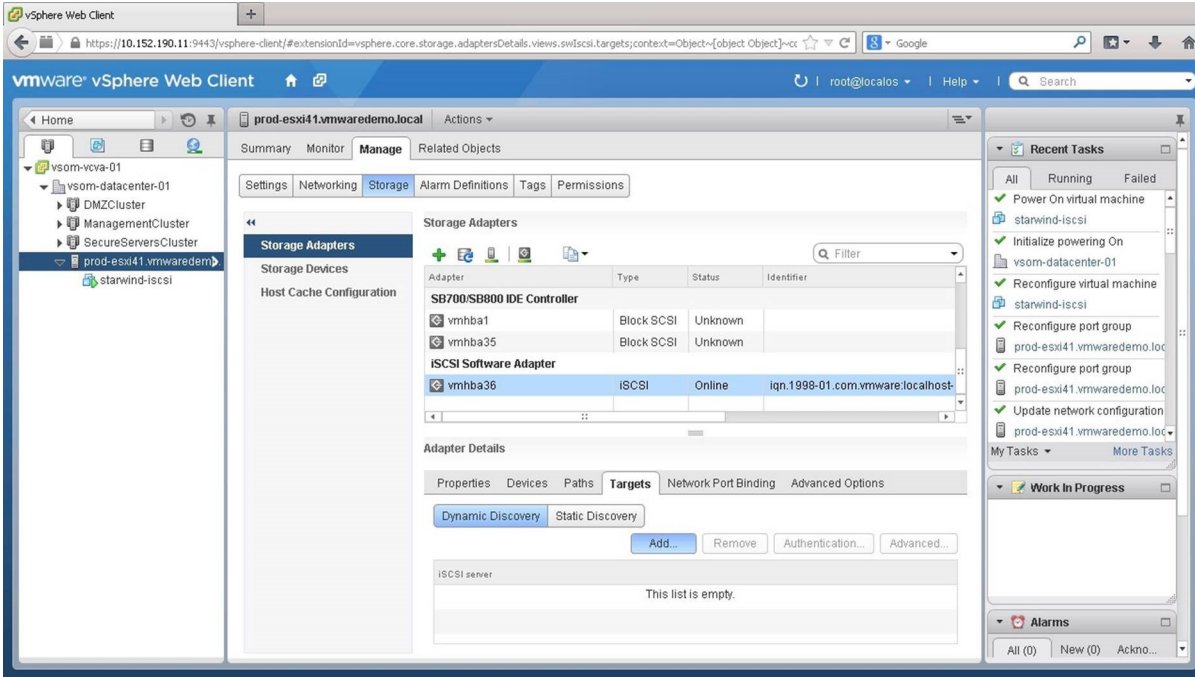 vSphere Web Client
https://10.152.190.11:9443/vsphere-client/#extensionId=vsphere.core.storage.adaptersDetails.views.swIscsi.targets;context=Object~[object Object]~cc
Google
vmware vSphere Web Client
root@localos
Help
Search
Home
vsom-vcva-01
vsom-datacenter-01
DMZCluster
ManagementCluster
SecureServersCluster
prod-esxi41.vmwaredem
starwind-iscsi
prod-esxi41.vmwaredemo.local Actions
Summary Monitor Manage Related Objects
Settings Networking Storage Alarm Definitions Tags Permissions
Storage Adapters
Storage Devices
Host Cache Configuration
Storage Adapters
Filter
Adapter Type Status Identifier
SB700/SB800 IDE Controller
vmhba1 Block SCSI Unknown
vmhba35 Block SCSI Unknown
iSCSI Software Adapter
vmhba36 iSCSI Online iqn.1998-01.com.vmware:localhost-
Adapter Details
Properties Devices Paths Targets Network Port Binding Advanced Options
Dynamic Discovery Static Discovery
Add... Remove Authentication... Advanced...
iSCSI server
This list is empty.
Recent Tasks
All Running Failed
Power On virtual machine
starwind-iscsi
Initialize powering On
vsom-datacenter-01
Reconfigure virtual machine
starwind-iscsi
Reconfigure port group
prod-esxi41.vmwaredemo.loc
Reconfigure port group
prod-esxi41.vmwaredemo.loc
Update network configuration
prod-esxi41.vmwaredemo.loc
My Tasks More Tasks
Work In Progress
Alarms
All (0) New (0) Ackno...